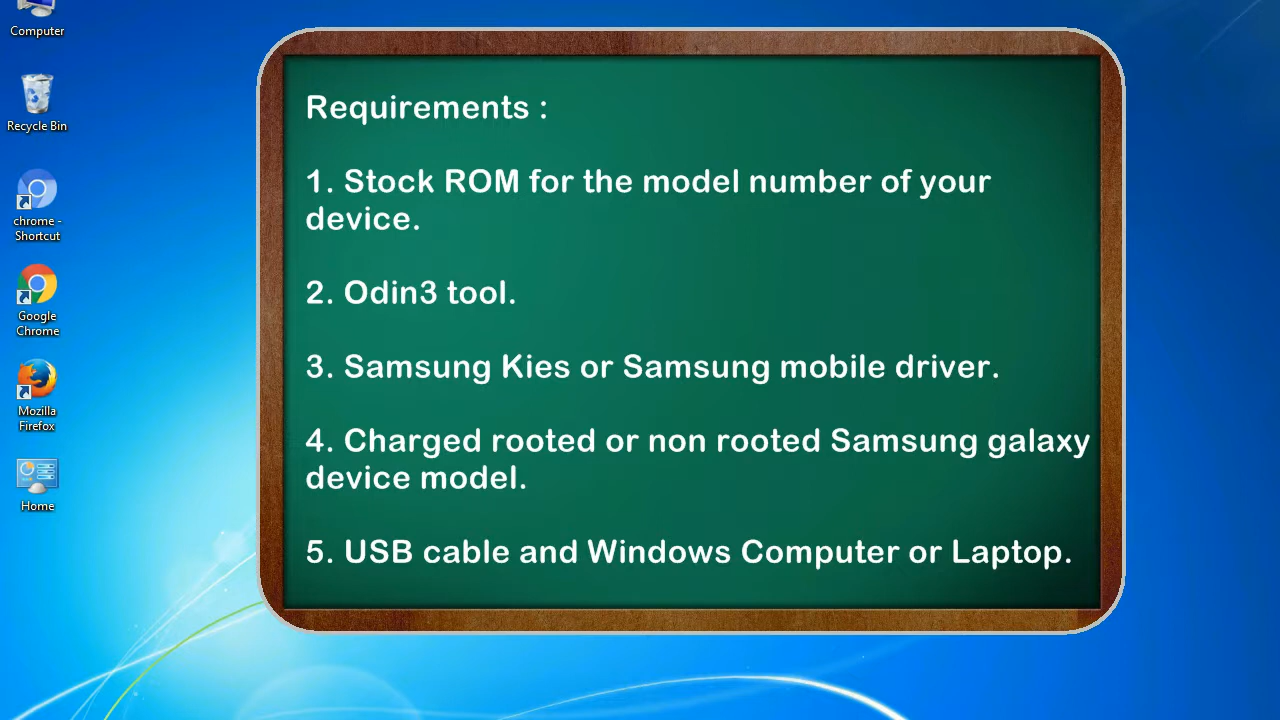 Computer
Recycle Bin
chrome -
Shortcut
Google
Chrome
Mozilla
Firefox
Home
Requirements :
1. Stock ROM for the model number of your
device.
2. Odin3 tool.
3. Samsung Kies or Samsung mobile driver.
4. Charged rooted or non rooted Samsung galaxy
device model.
5. USB cable and Windows Computer or Laptop.